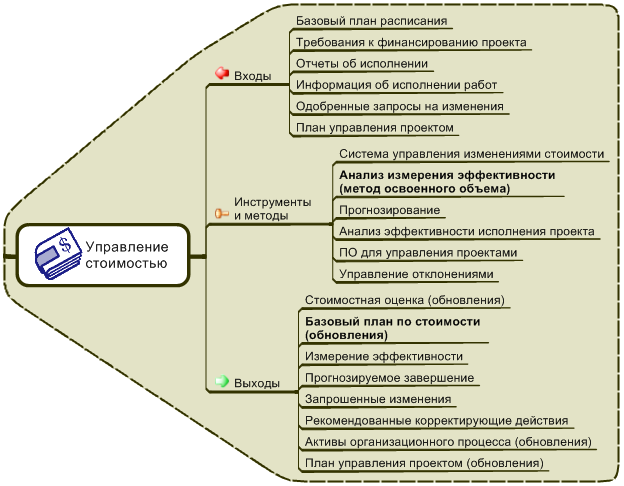 Базовый план расписания
Требования к финансированию проекта
Отчеты об исполнении
Входы
Информация об исполнении работ
Одобренные запросы на изменения
План управления проектом
Система управления изменениями стоимости
Анализ измерения эффективности
(метод освоенного объема)
Инструменты
и методы
Прогнозирование
Анализ эффективности исполнения проекта
ПО для управления проектами
Управление отклонениями
$
Управление
стоимостью
Стоимостная оценка (обновления)
Базовый план по стоимости
(обновления)
Измерение эффективности
Выходы
Прогнозируемое завершение
Запрошенные изменения
Рекомендованные корректирующие действия
Активы организационного процесса (обновления)
План управления проектом (обновления)